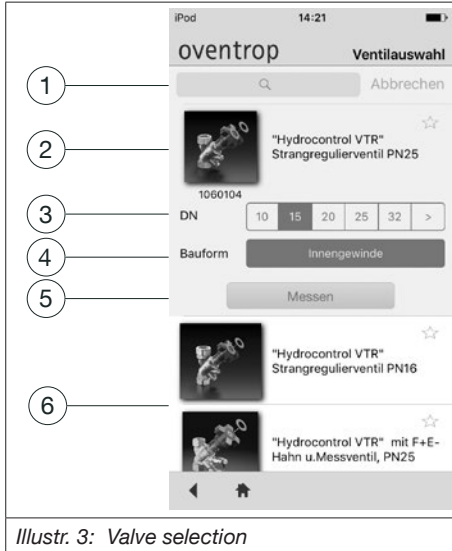 iPod 14:21
oventrop Ventilauswahl
1
Abbrechen
2
"Hydrocontrol VTR"
Strangregulierventil PN25
1060104
3
DN 10 15 20 25 32 >
4
Bauform Innengewinde
5
Messen
"Hydrocontrol VTR"
Strangregulierventil PN16
6
"Hydrocontrol VTR" mit F+E-
Hahn u.Messventil, PN25
Illustr. 3: Valve selection